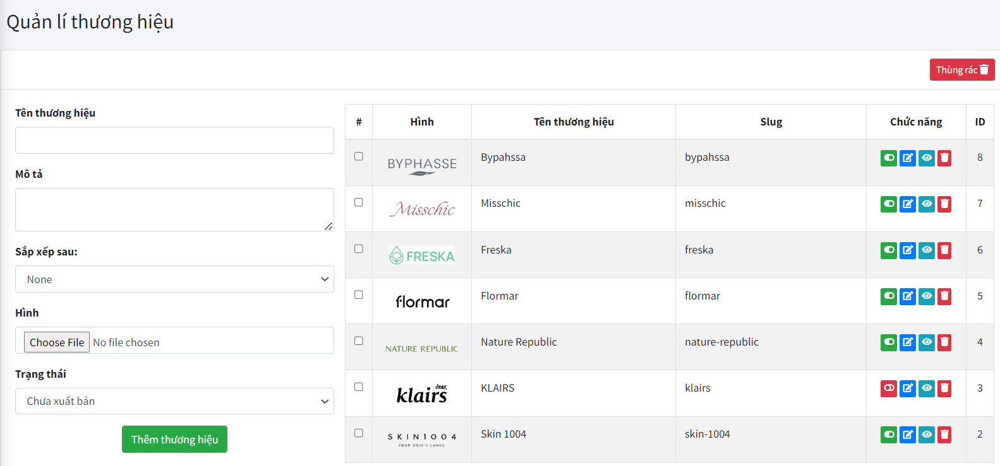 Quản lí thương hiệu
Thùng rác
Tên thương hiệu
Mô tả
Sắp xếp sau:
None
Hình
Choose File No file chosen
Trạng thái
Chưa xuất bản
Thêm thương hiệu
# Hình Tên thương hiệu Slug Chức năng ID
BYPHASSE Bypahssa bypahssa 8
Misschic Misschic misschic 7
FRESKA Freska freska 6
flormar Flormar flormar 5
NATURE REPUBLIC Nature Republic nature-republic 4
dear,
klairs KLAIRS klairs 3
SKIN1004 Skin 1004 skin-1004 2
FROM ORIGIN LANDS